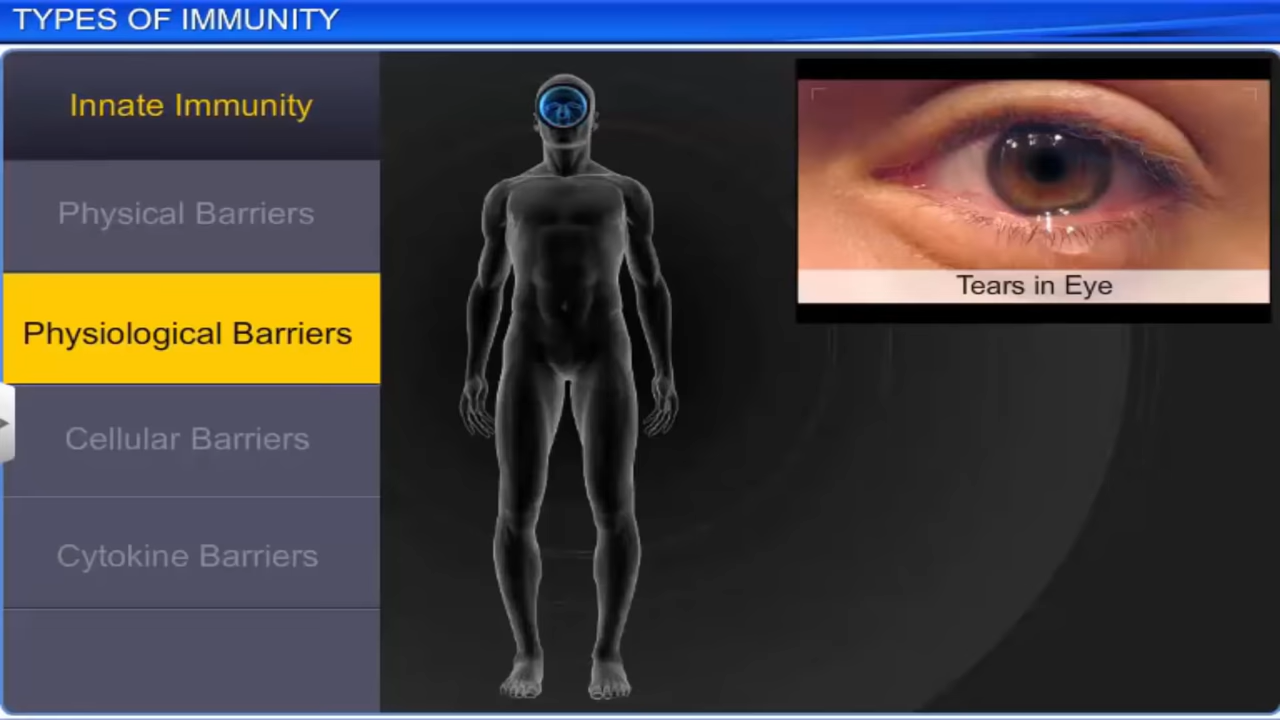 TYPES OF IMMUNITY
Innate Immunity
Physical Barriers
Physiological Barriers
Cellular Barriers
Cytokine Barriers
Tears in Eye